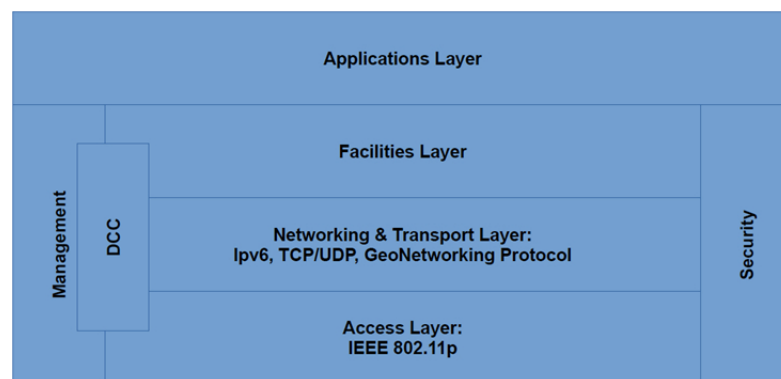 Applications Layer
Facilities Layer
Management
DCC
Networking & Transport Layer:
Ipv6, TCP/UDP, GeoNetworking Protocol
Security
Access Layer:
IEEE 802.11p